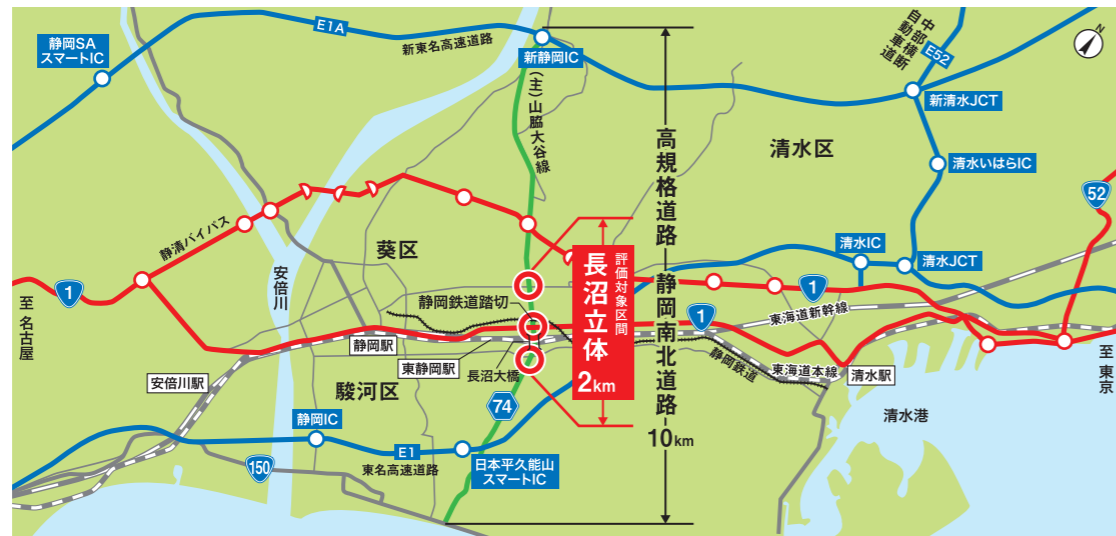 静岡SA
スマートIC
E1A
新東名高速道路
新静岡IC
(主)山脇大谷線
高規格道路 静岡南北道路
10km
中部横断
自動車道
E52
N
新清水JCT
清水区
清水いはらIC
52
静清バイパス
葵区
安倍川
1
至 名古屋
静岡鉄道踏切
評価対象区間
長沼立体
2km
清水IC
清水JCT
1
1
東海道新幹線
静岡駅
東静岡駅
長沼大橋
静岡鉄道
東海道本線
清水駅
至 東京
安倍川駅
駿河区
74
清水港
静岡IC
E1
東名高速道路
日本平久能山
スマートIC
150